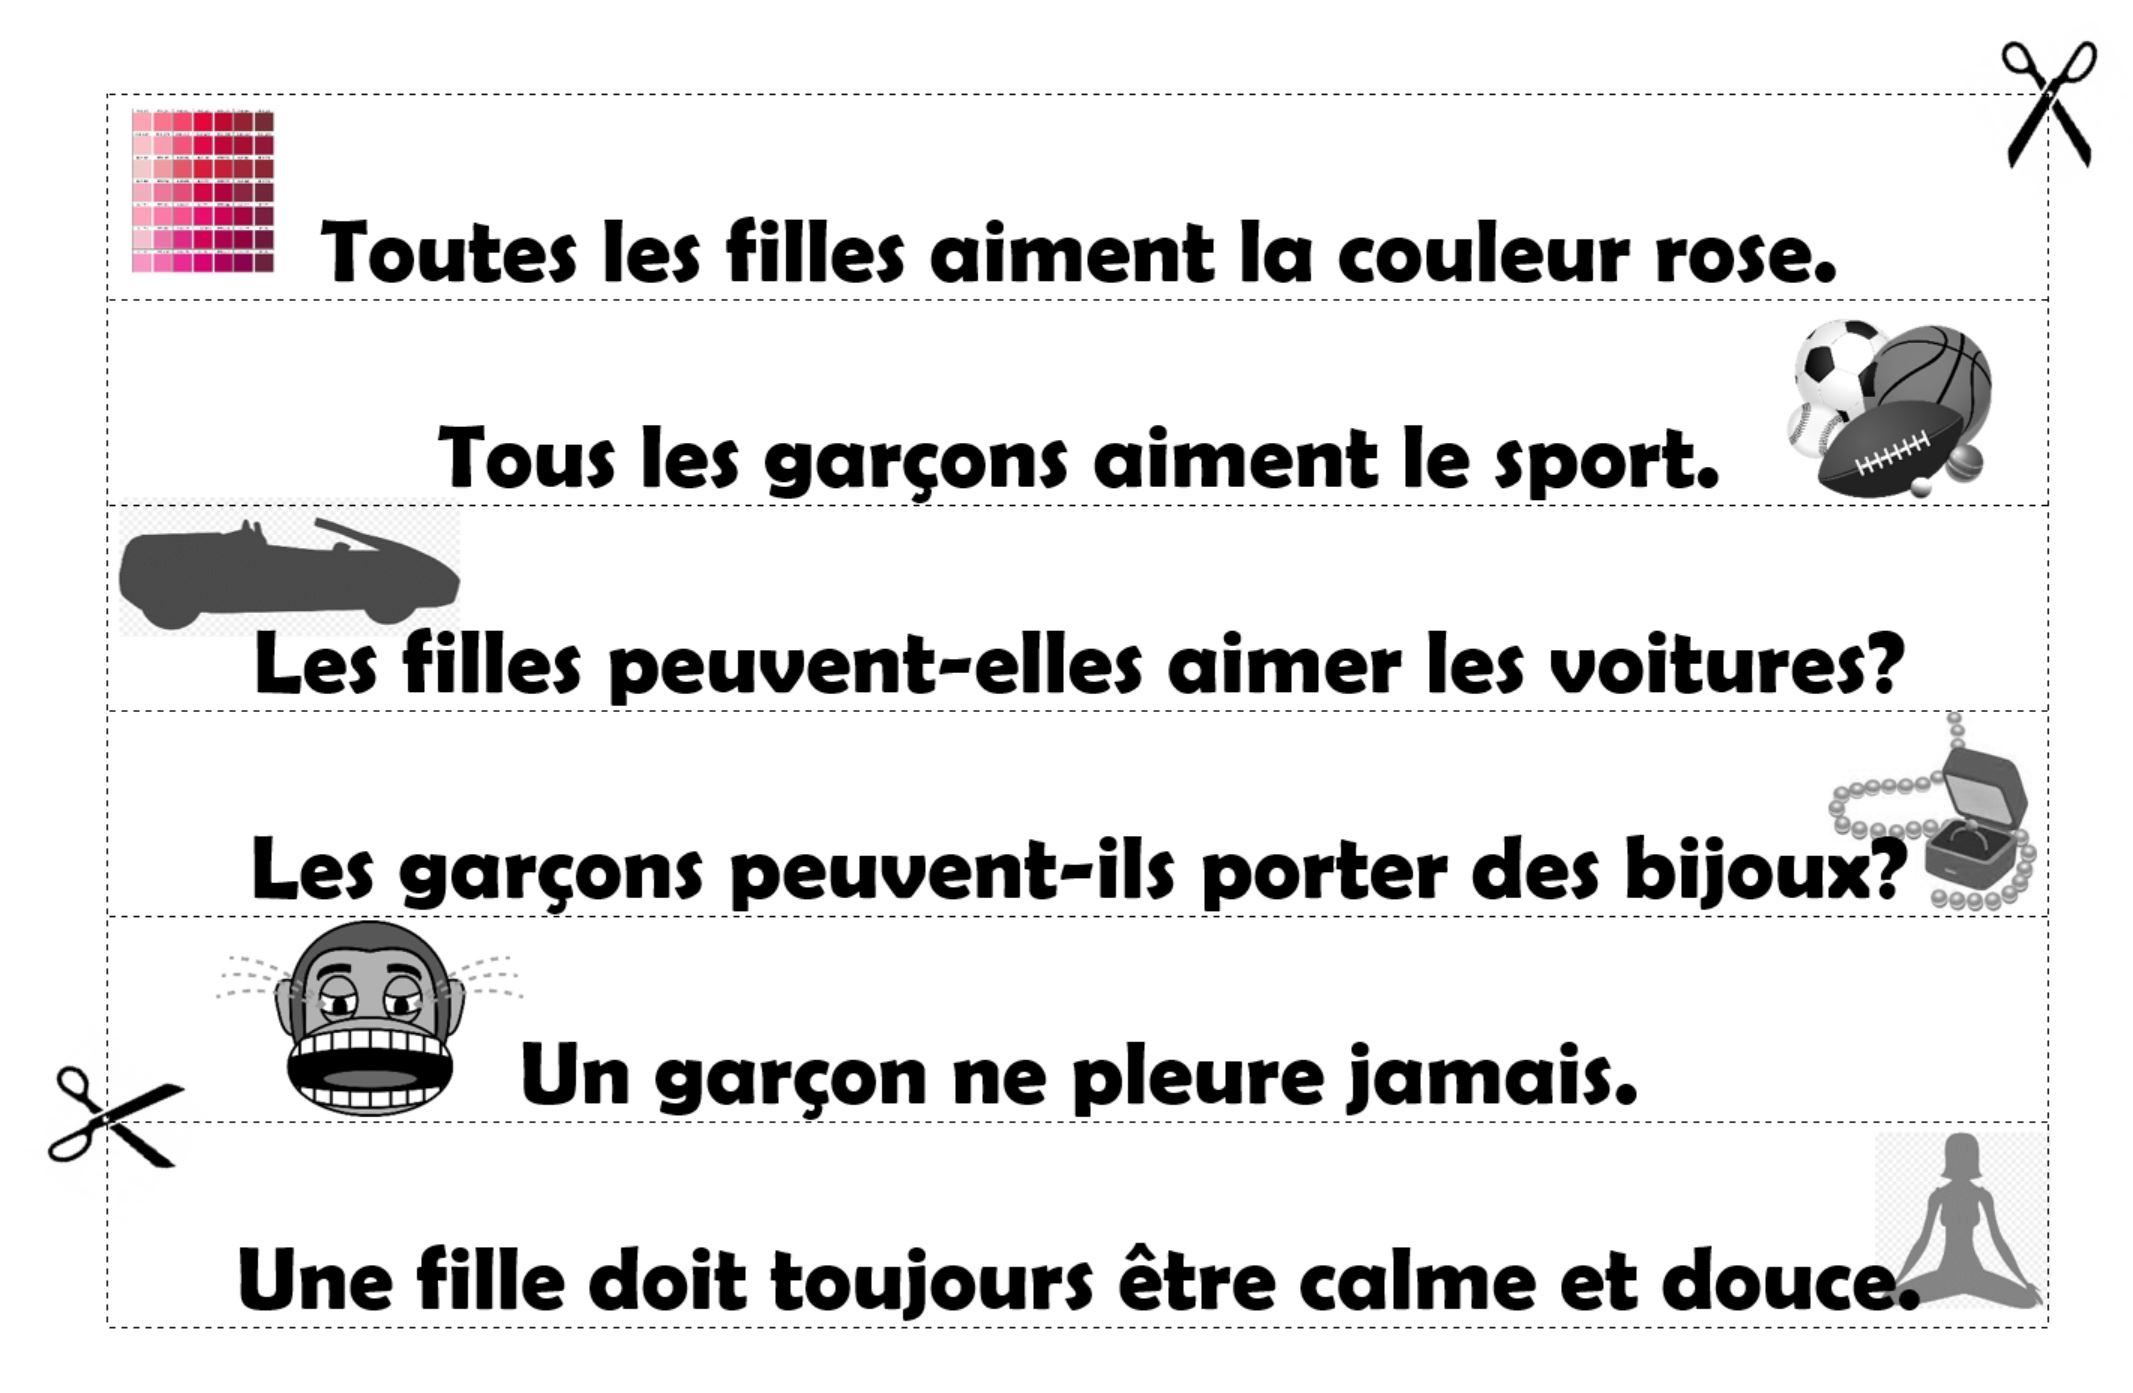 Toutes les filles aiment la couleur rose.
Tous les garçons aiment le sport.
Les filles peuvent-elles aimer les voitures?
Les garçons peuvent-ils porter des bijoux?
Un garçon ne pleure jamais.
Une fille doit toujours être calme et douce.